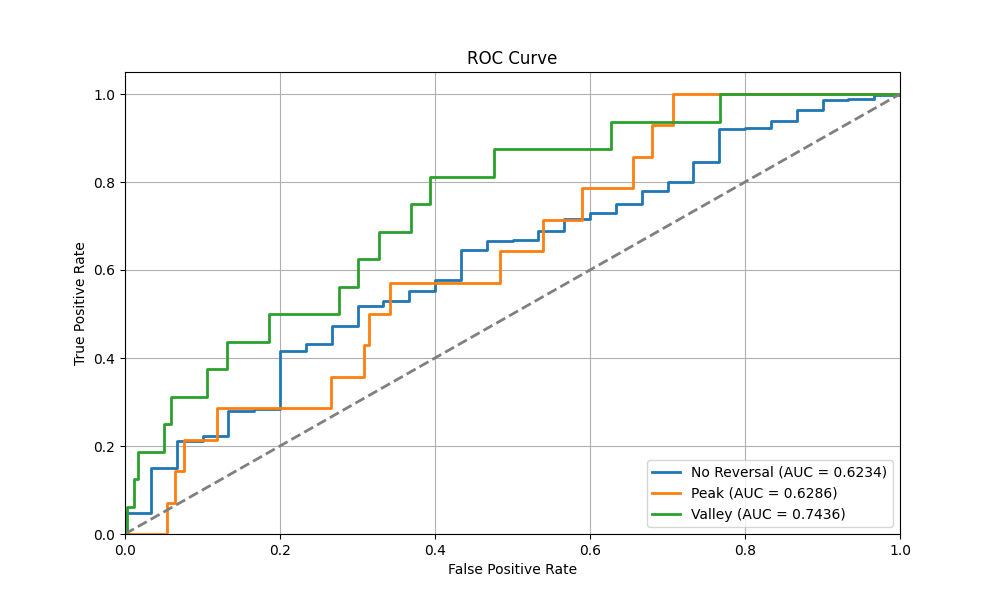 ROC Curve
True Positive Rate
1.0
0.8
0.6
0.4
0.2
0.0
0.0 0.2 0.4 0.6 0.8 1.0
False Positive Rate
No Reversal (AUC = 0.6234)
Peak (AUC = 0.6286)
Valley (AUC = 0.7436)